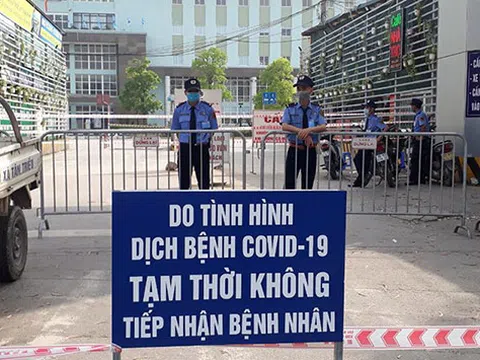 DO TÌNH HÌNH
DỊCH BỆNH COVID-19
TẠM THỜI KHÔNG
TIẾP NHẬN BỆNH NHÂN